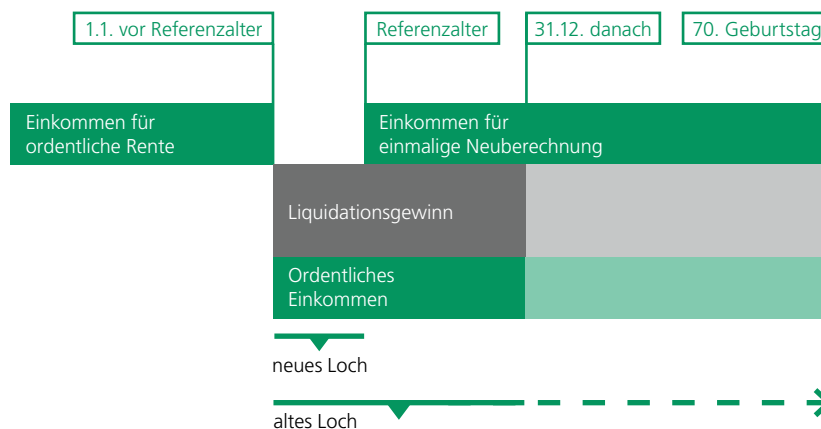 1.1. vor Referenzalter
Referenzalter
31.12. danach
70. Geburtstag
Einkommen für
ordentliche Rente
Einkommen für
einmalige Neuberechnung
Liquidationsgewinn
Ordentliches
Einkommen
neues Loch
altes Loch